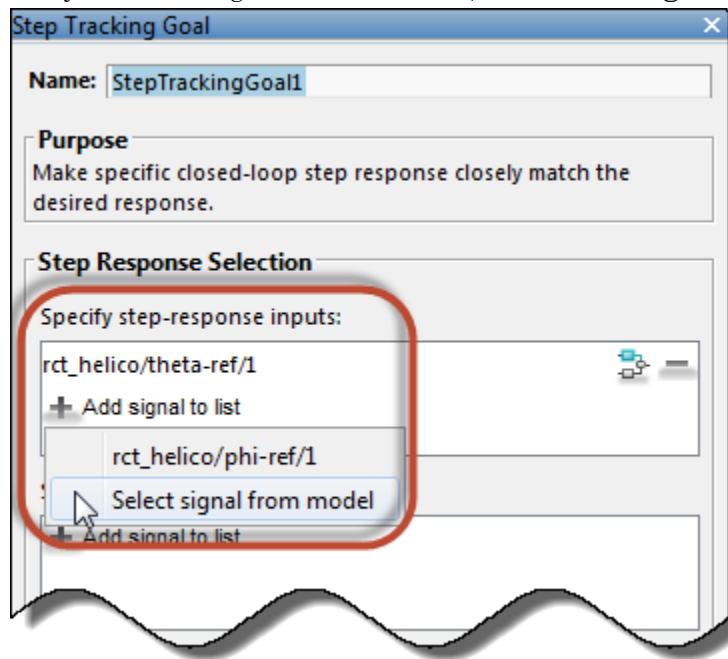 Step Tracking Goal
Name: StepTrackingGoal1
Purpose
Make specific closed-loop step response closely match the
desired response.
Step Response Selection
Specify step-response inputs:
rct_helico/theta-ref/1
Add signal to list
rct_helico/phi-ref/1
Select signal from model
Add signal to list